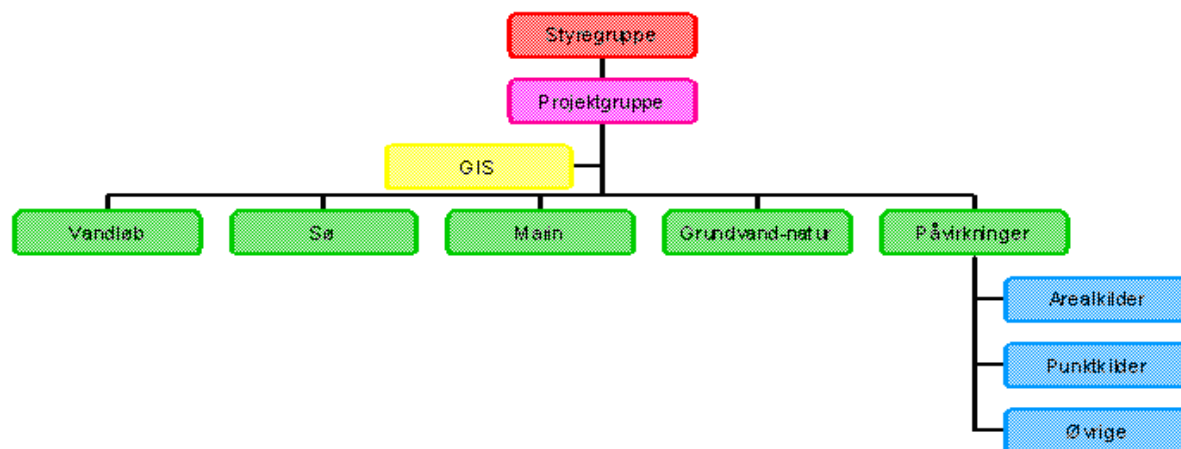 Styregruppe
Projektgruppe
GIS
Vandløb
Sø
Marin
Grundvand-natur
Påvirkninger
Arealkilder
Punktkilder
Øvrige